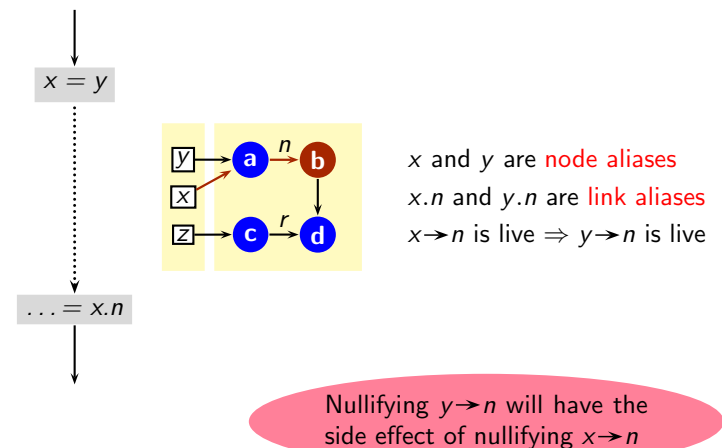 x = y
y
x
z
a
n
b
c
r
d
x and y are node aliases
x.n and y.n are link aliases
x→n is live ⇒ y→n is live
... = x.n
Nullifying y→n will have the
side effect of nullifying x→n